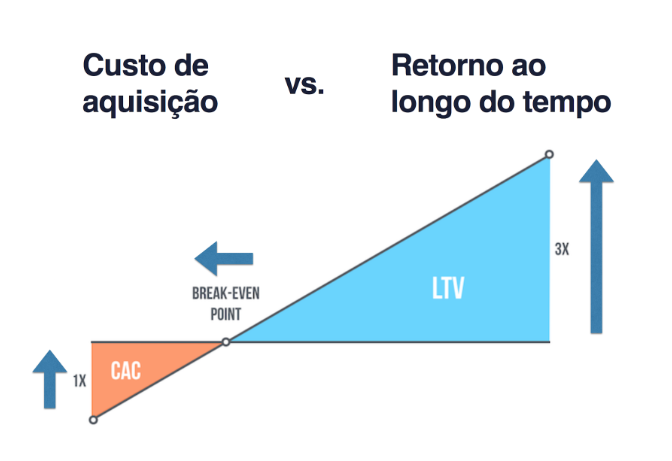 Custo de
aquisição
vs.
Retorno ao
longo do tempo
3X
LTV
BREAK-EVEN
POINT
CAC
1X